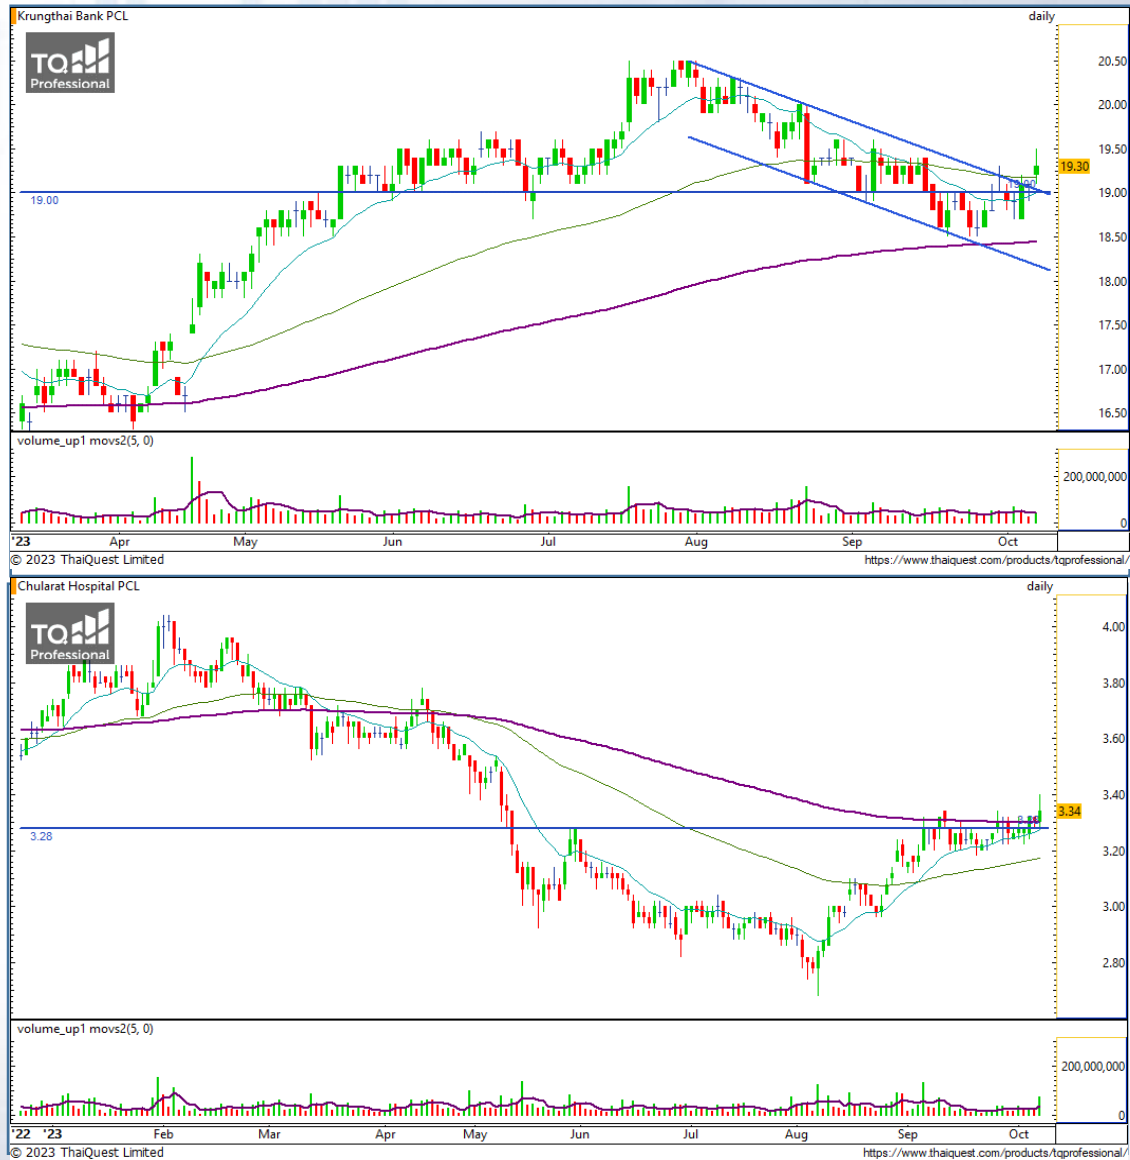 Krungthai Bank PCL daily
TQ
Professional
20.50
20.00
19.50
19.30
19.00
19.00
19.00
18.50
18.00
17.50
17.00
16.50
volume_up1 movs2(5, 0)
200,000,000
0
'23 Apr May Jun Jul Aug Sep Oct
© 2023 ThaiQuest Limited https://www.thaiquest.com/products/tqprofessional/
Chularat Hospital PCL daily
TQ
Professional
4.00
3.80
3.60
3.40
3.34
3.28
3.20
3.00
2.80
volume_up1 movs2(5, 0)
200,000,000
0
'22 '23 Feb Mar Apr May Jun Jul Aug Sep Oct
© 2023 ThaiQuest Limited https://www.thaiquest.com/products/tqprofessional/